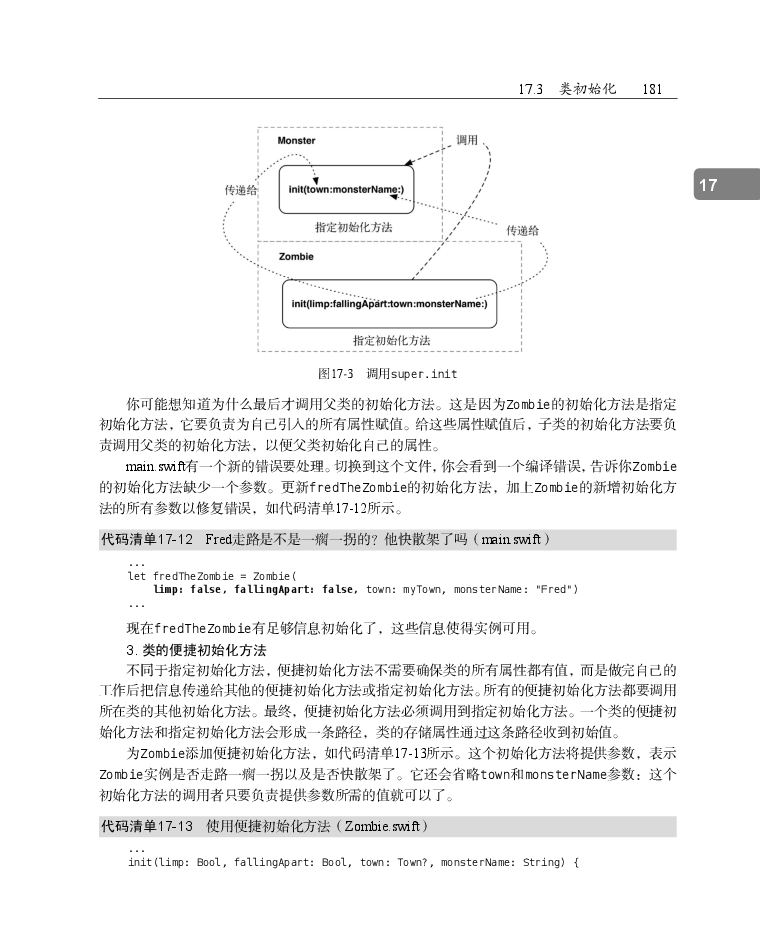 17.3 类初始化 181
17
Monster
调用
init(town:monsterName:)
传递给
指定初始化方法
传递给
Zombie
init(limp:fallingApart:town:monsterName:)
指定初始化方法
图17-3 调用super.init
你可能想知道为什么最后才调用父类的初始化方法。这是因为Zombie的初始化方法是指定
初始化方法，它要负责为自己引入的所有属性赋值。给这些属性赋值后，子类的初始化方法要负
责调用父类的初始化方法，以便父类初始化自己的属性。
main.swift有一个新的错误要处理。切换到这个文件，你会看到一个编译错误，告诉你Zombie
的初始化方法缺少一个参数。更新fredTheZombie的初始化方法，加上Zombie的新增初始化方
法的所有参数以修复错误，如代码清单17-12所示。
代码清单17-12 Fred走路是不是一瘸一拐的？他快散架了吗（main.swift）
...
let fredTheZombie = Zombie(
limp: false, fallingApart: false, town: myTown, monsterName: "Fred")
...
现在fredTheZombie有足够信息初始化了，这些信息使得实例可用。
3. 类的便捷初始化方法
不同于指定初始化方法，便捷初始化方法不需要确保类的所有属性都有值，而是做完自己的
工作后把信息传递给其他的便捷初始化方法或指定初始化方法。所有的便捷初始化方法都要调用
所在类的其他初始化方法。最终，便捷初始化方法必须调用到指定初始化方法。一个类的便捷初
始化方法和指定初始化方法会形成一条路径，类的存储属性通过这条路径收到初始值。
为Zombie添加便捷初始化方法，如代码清单17-13所示。这个初始化方法将提供参数，表示
Zombie实例是否走路一瘸一拐以及是否快散架了。它还会省略town和monsterName参数；这个
初始化方法的调用者只要负责提供参数所需的值就可以了。
代码清单17-13 使用便捷初始化方法（Zombie.swift）
...
init(limp: Bool, fallingApart: Bool, town: Town?, monsterName: String) {